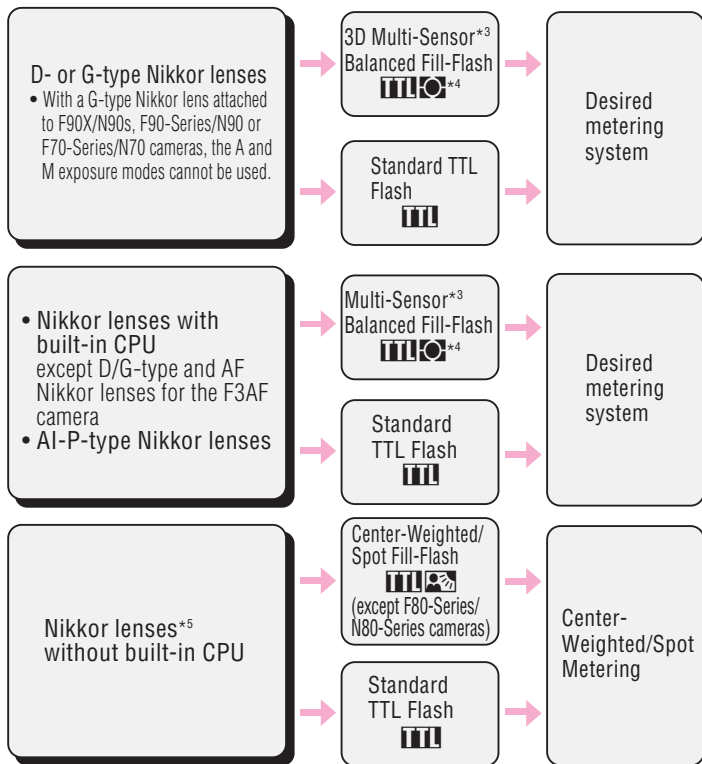 D- or G-type Nikkor lenses
• With a G-type Nikkor lens attached
to F90X/N90s, F90-Series/N90 or
F70-Series/N70 cameras, the A and
M exposure modes cannot be used.
3D Multi-Sensor*3
Balanced Fill-Flash
TTL *4
Standard TTL
Flash
TTL
Desired
metering
system
• Nikkor lenses with
built-in CPU
except D/G-type and AF
Nikkor lenses for the F3AF
camera
• AI-P-type Nikkor lenses
Multi-Sensor*3
Balanced Fill-Flash
TTL *4
Standard
TTL Flash
TTL
Desired
metering
system
Nikkor lenses*5
without built-in CPU
Center-Weighted/
Spot Fill-Flash
TTL
(except F80-Series/
N80-Series cameras)
Standard
TTL Flash
TTL
Center-
Weighted/Spot
Metering